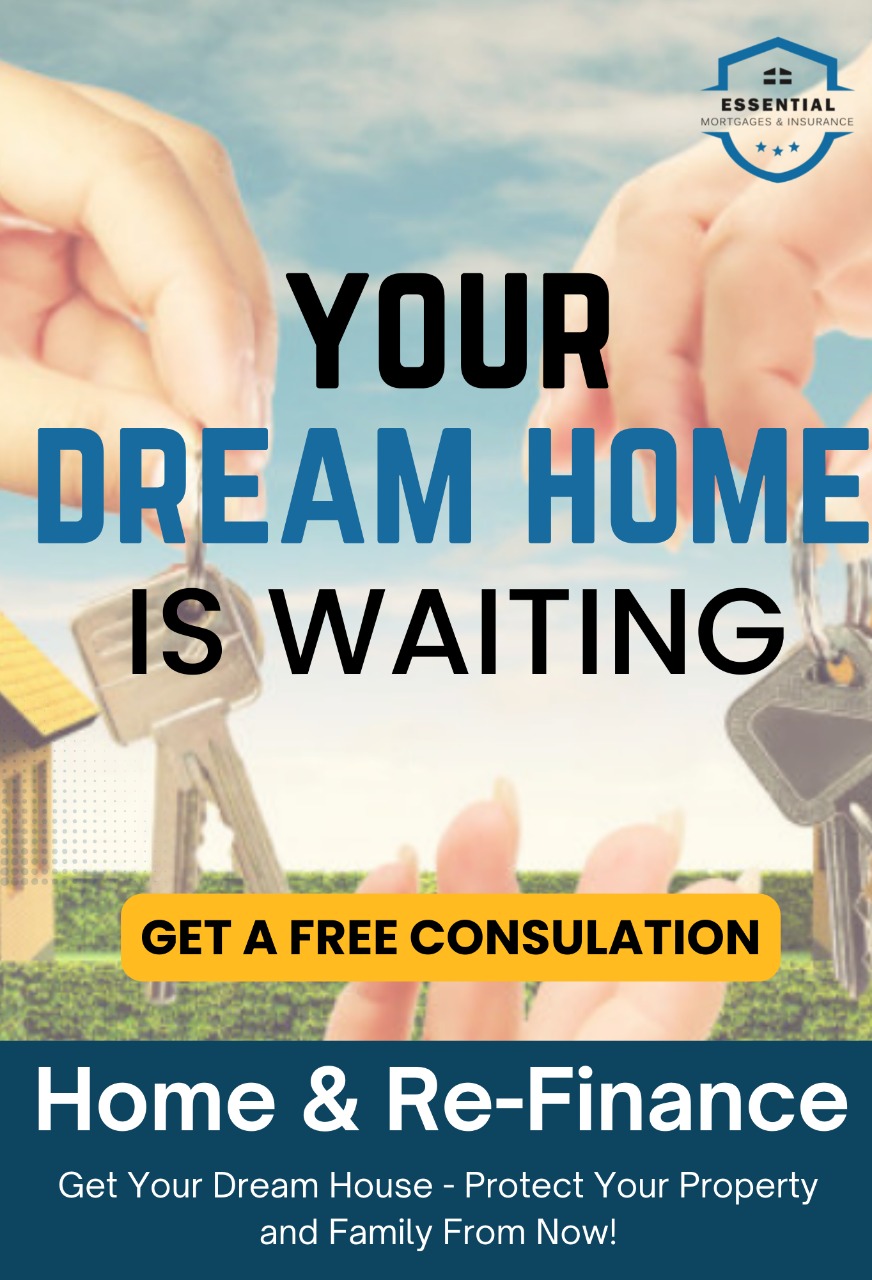 ESSENTIAL
MORTGAGES & INSURANCE
YOUR
DREAM HOME
IS WAITING
GET A FREE CONSULATION
Home & Re-Finance
Get Your Dream House - Protect Your Property
and Family From Now!